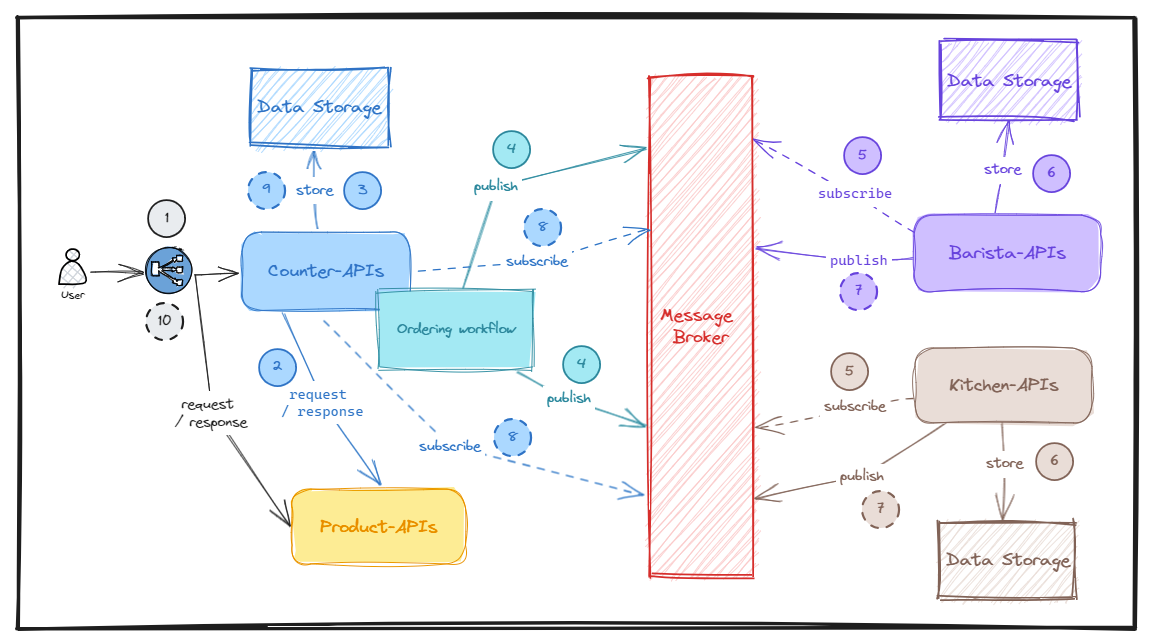 Data Storage
9
store
3
1
User
10
Counter-APIs
Ordering workflow
4
publish
8
subscribe
2
request
/ response
request
/ response
4
publish
subscribe
8
Product-APIs
Message
Broker
Data Storage
5
subscribe
store
6
Barista-APIs
publish
7
Kitchen-APIs
5
subscribe
publish
7
store
6
Data Storage